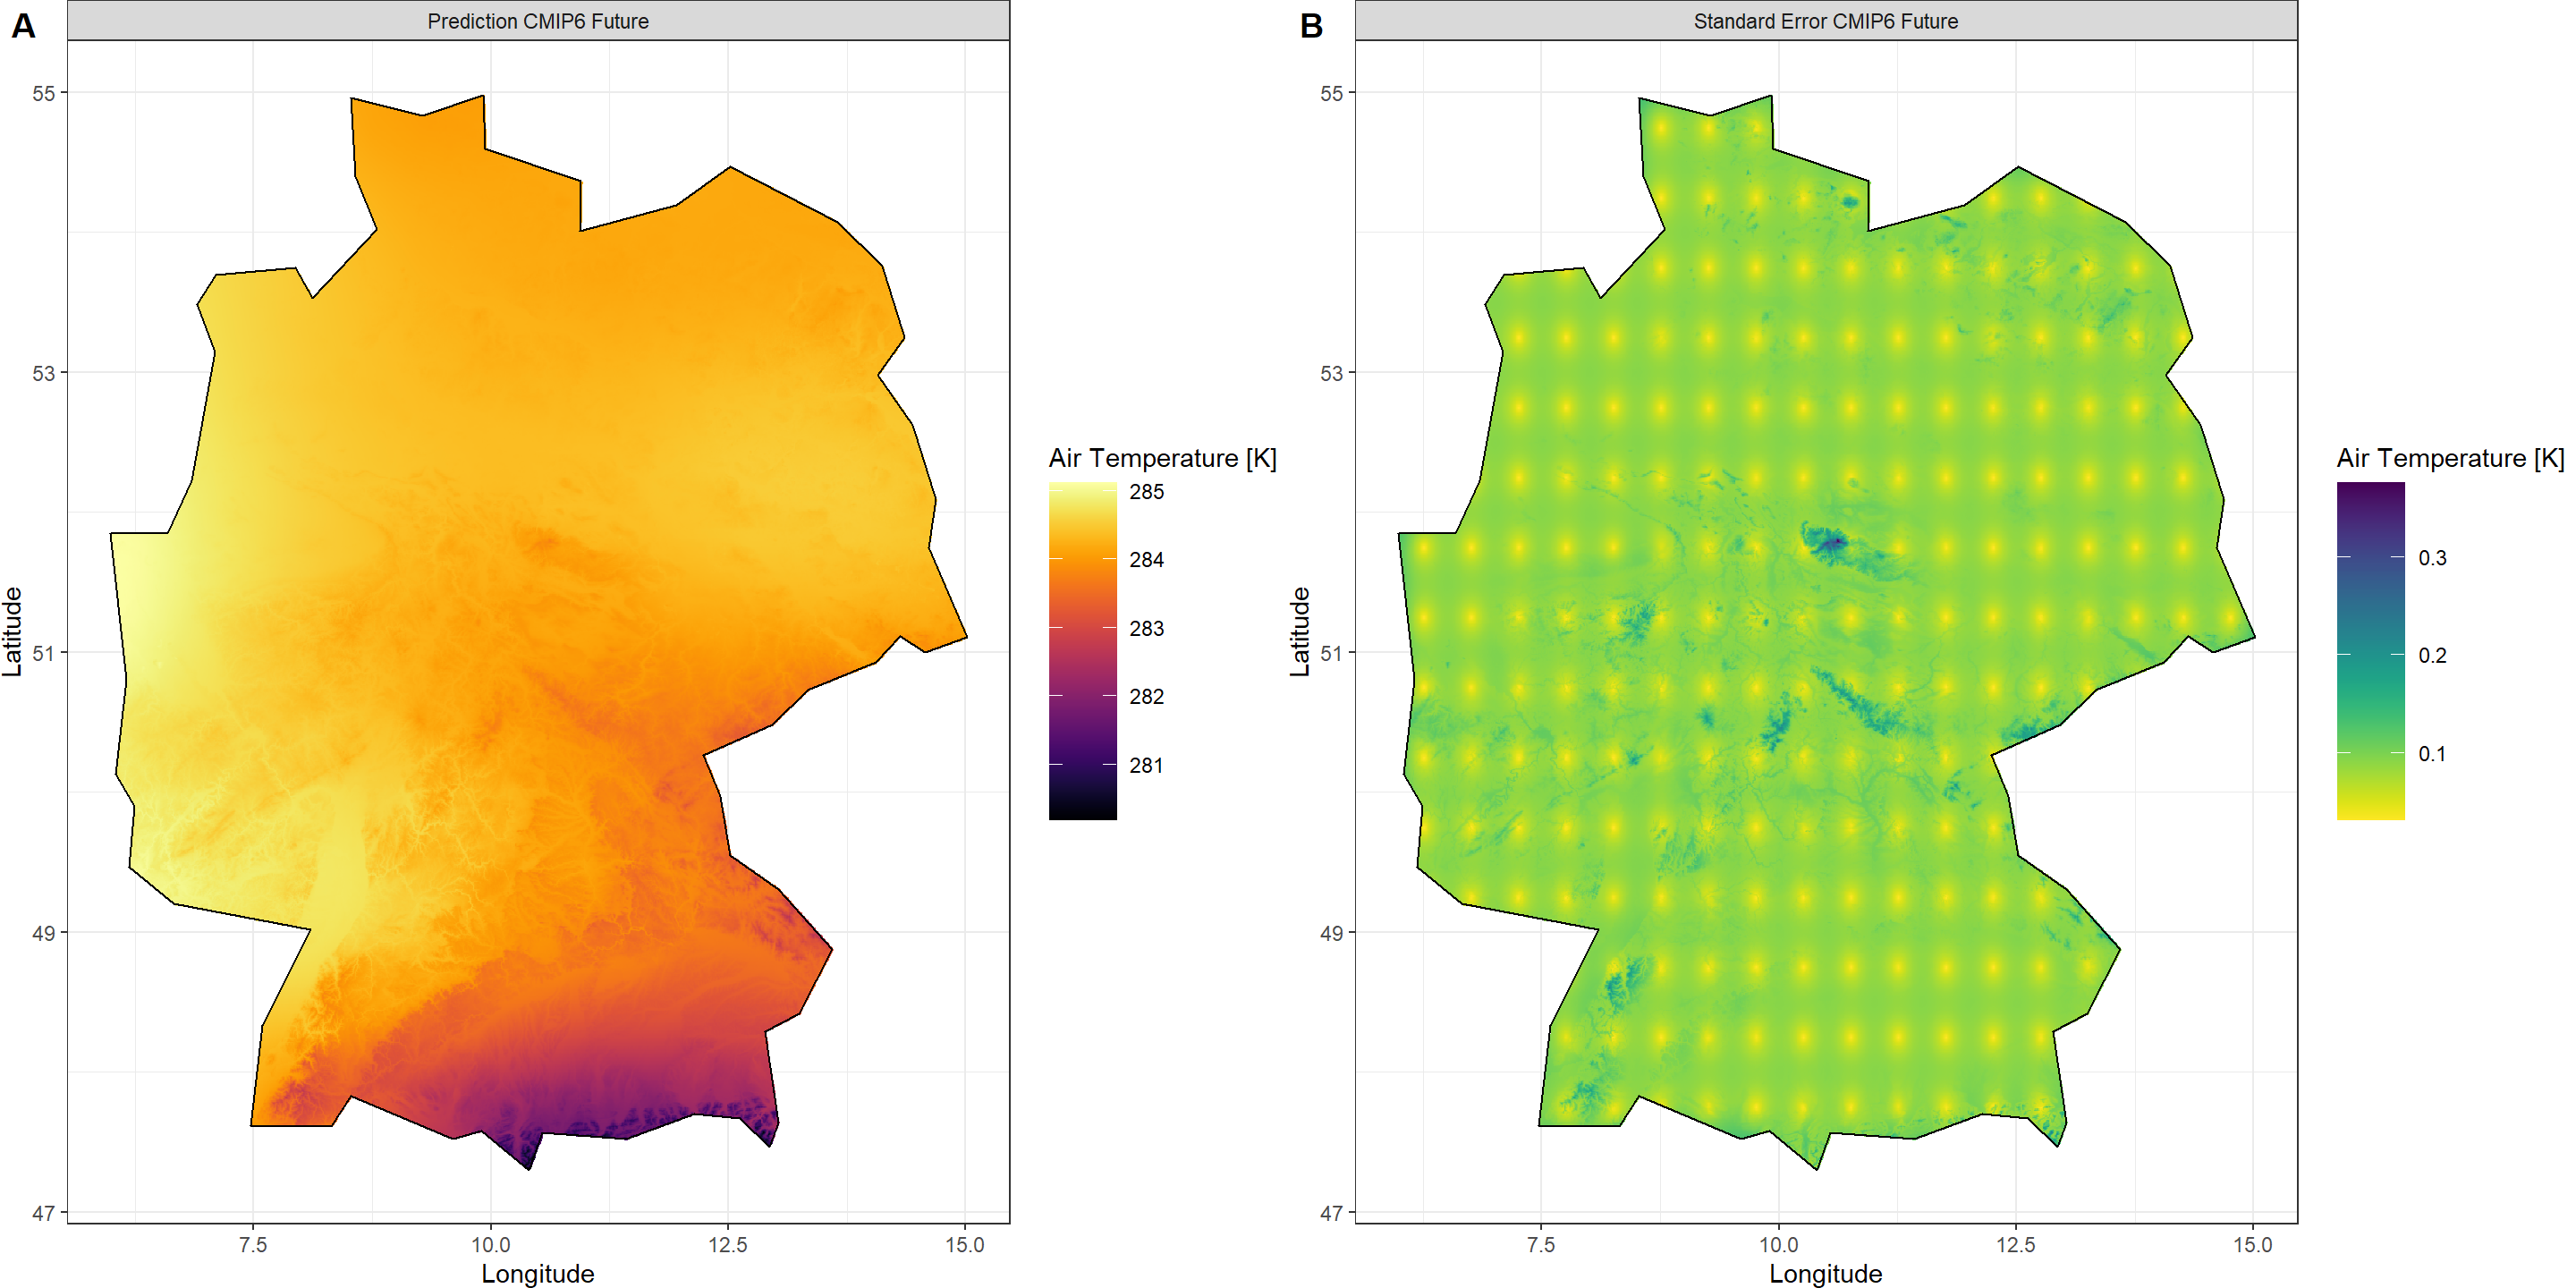 A
Prediction CMIP6 Future
55
53
51
49
47
Latitude
7.5 10.0 12.5 15.0
Longitude
Air Temperature [K]
285
284
283
282
281
B
Standard Error CMIP6 Future
55
53
51
49
47
Latitude
7.5 10.0 12.5 15.0
Longitude
Air Temperature [K]
0.3
0.2
0.1